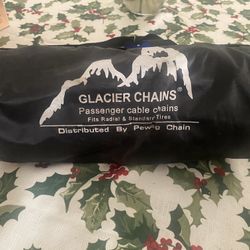 GLACIER CHAINS®
Passenger cable chains
Fits Radial & Standard Tires
Distributed By Pewag Chain